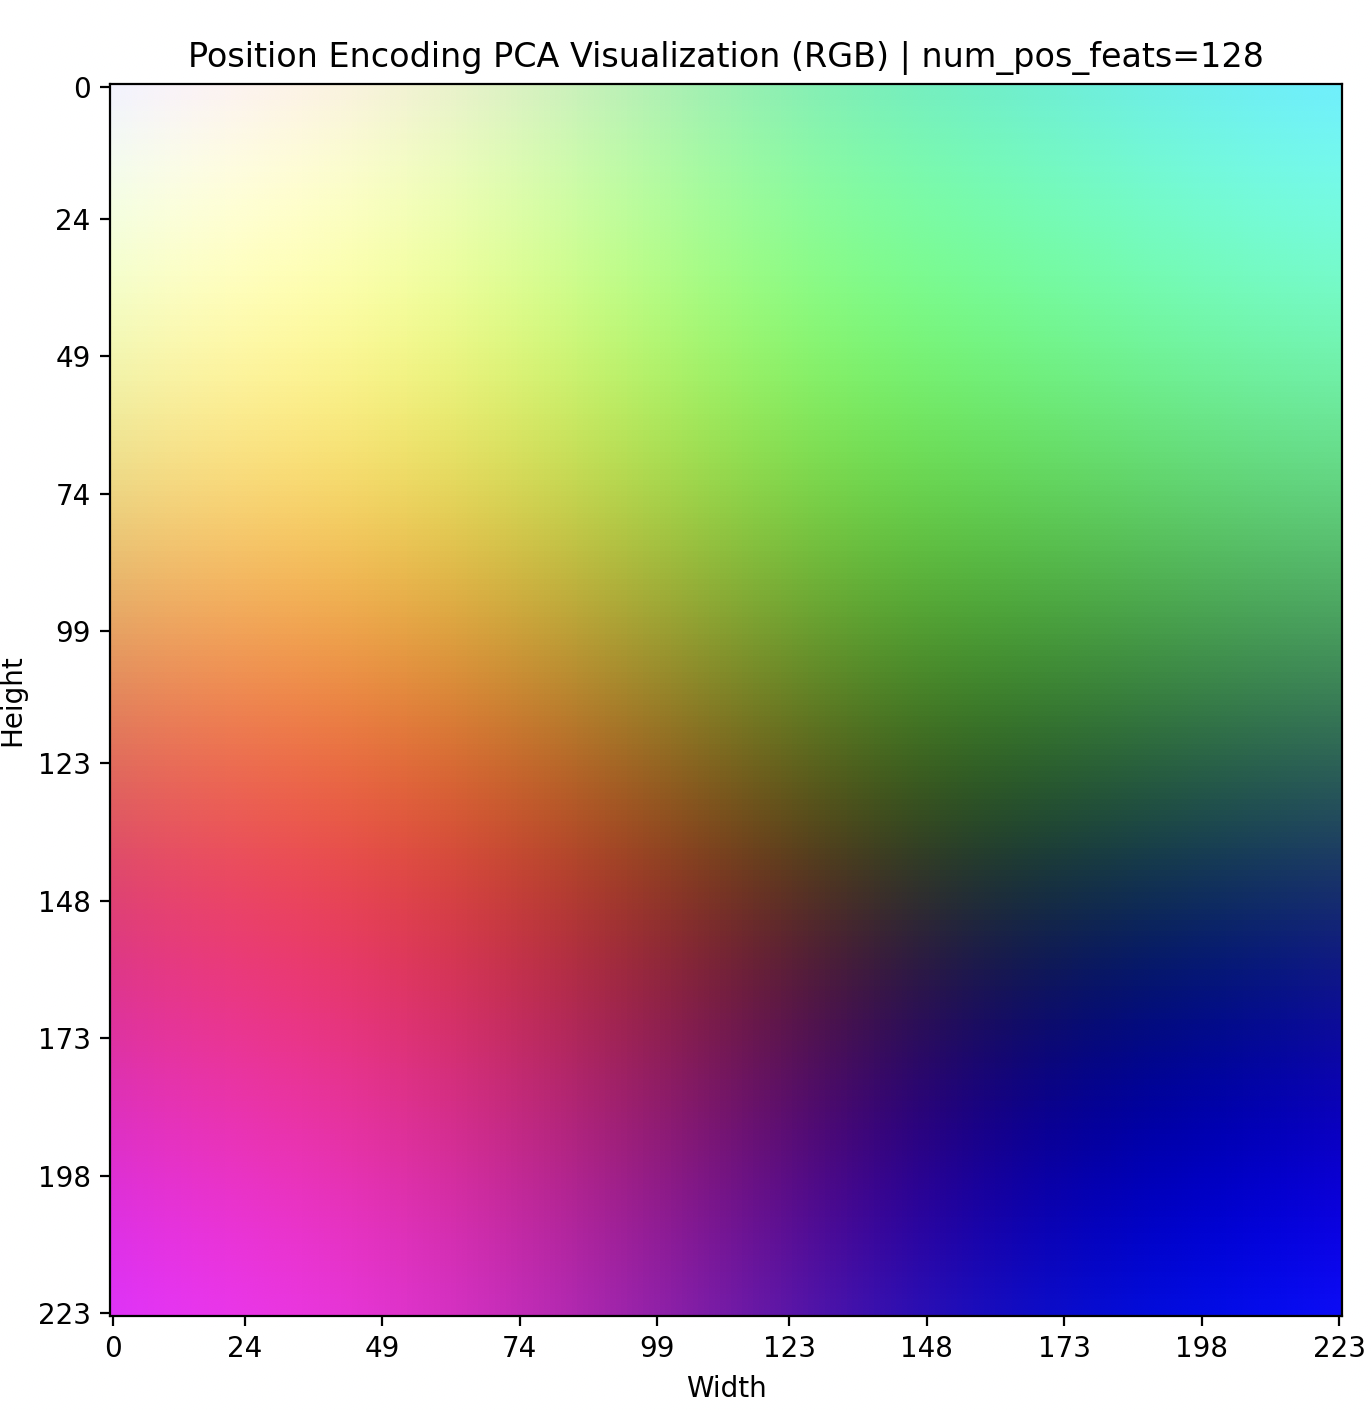 Position Encoding PCA Visualization (RGB) | num_pos_feats=128
0
24
49
74
99
123
148
173
198
223
Height
0 24 49 74 99 123 148 173 198 223
Width